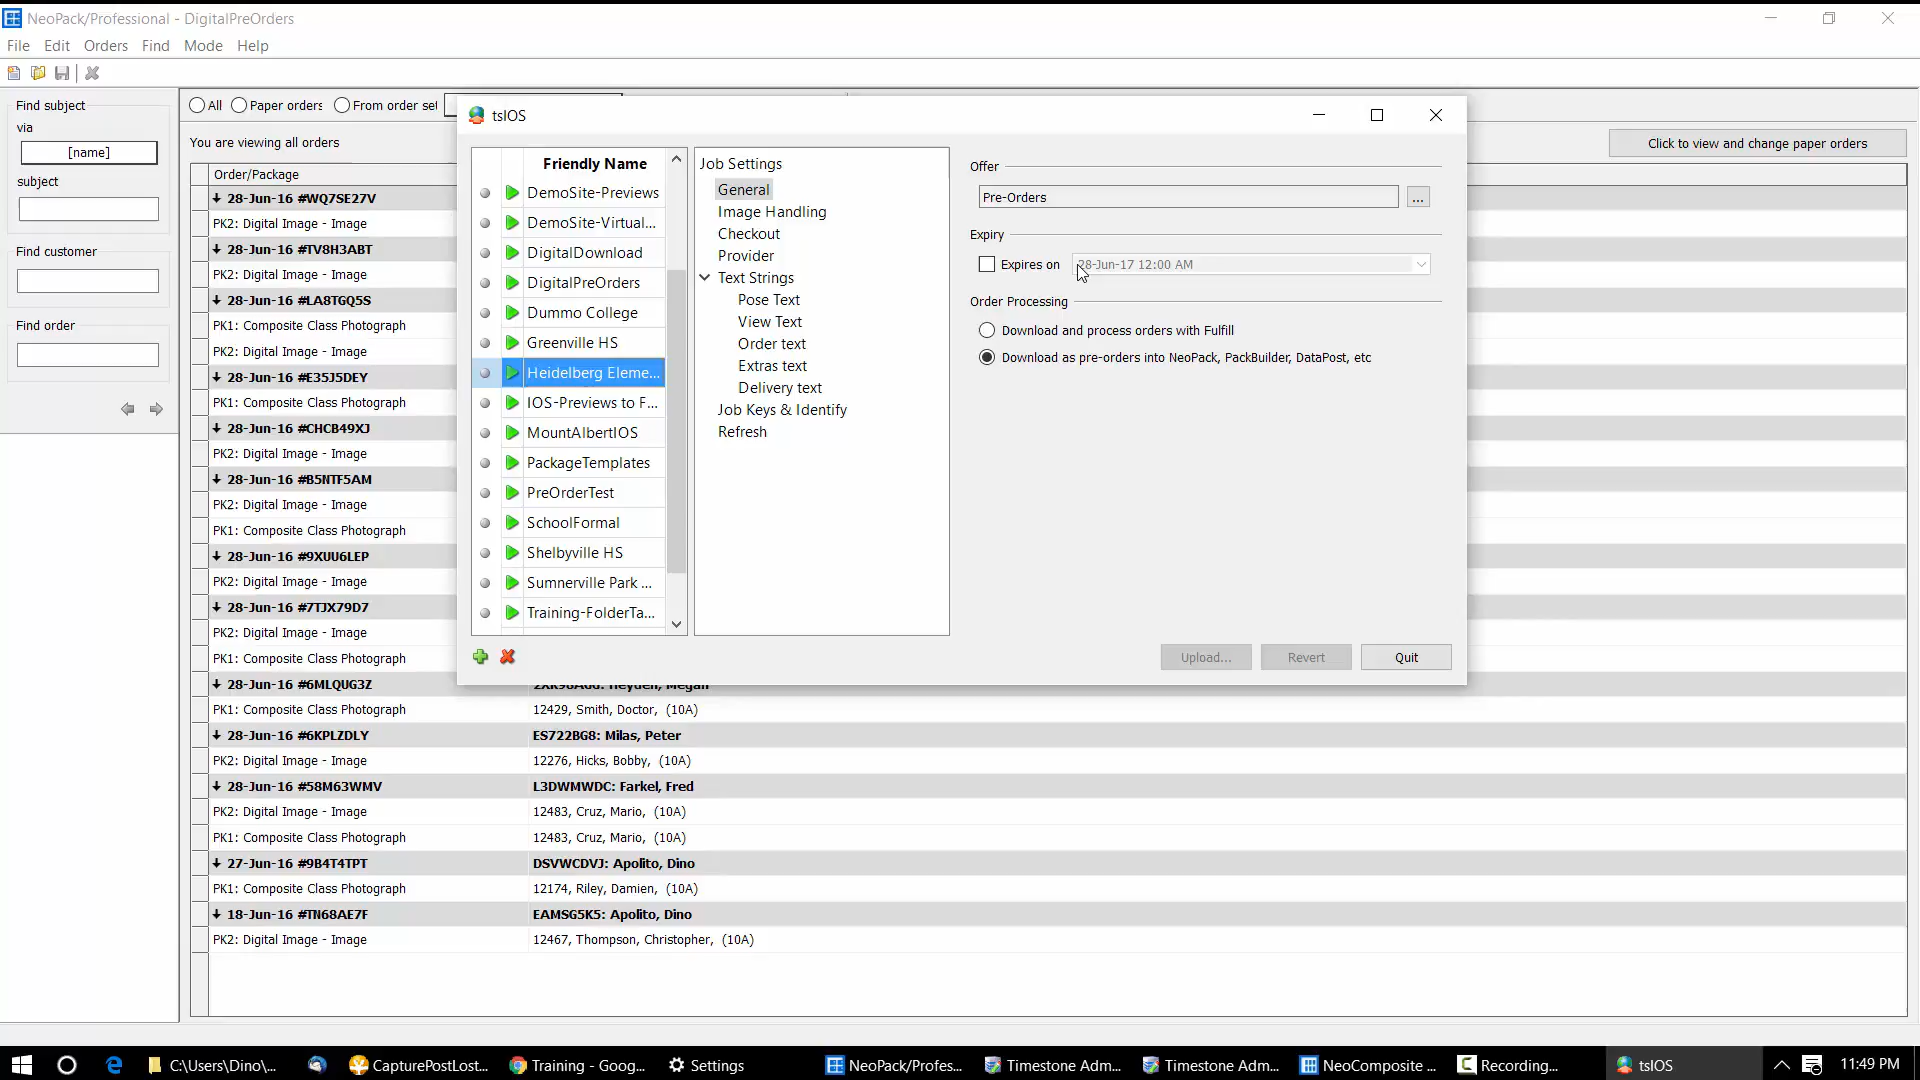 NeoPack/Professional - DigitalPreOrders
File Edit Orders Find Mode Help
Find subject
via
[name]
subject
Find customer
Find order
All Paper orders From order set
You are viewing all orders
Click to view and change paper orders
Order/Package
28-Jun-16 #WQ7SE27V
PK2: Digital Image - Image
28-Jun-16 #TV8H3ABT
PK2: Digital Image - Image
28-Jun-16 #LA8TGQ5S
PK1: Composite Class Photograph
PK2: Digital Image - Image
28-Jun-16 #E35J5DEY
PK1: Composite Class Photograph
28-Jun-16 #CHCB49XJ
PK2: Digital Image - Image
28-Jun-16 #B5NTF5AM
PK2: Digital Image - Image
PK1: Composite Class Photograph
28-Jun-16 #9XUU6LEP
PK2: Digital Image - Image
28-Jun-16 #7TJX79D7
PK2: Digital Image - Image
PK1: Composite Class Photograph
28-Jun-16 #6MLQUG3Z Heyden, Megan
PK1: Composite Class Photograph 12429, Smith, Doctor, (10A)
28-Jun-16 #6KPLZDLY ES722BG8: Milas, Peter
PK2: Digital Image - Image 12276, Hicks, Bobby, (10A)
28-Jun-16 #58M63WMV L3DWMWDC: Farkel, Fred
PK2: Digital Image - Image 12483, Cruz, Mario, (10A)
PK1: Composite Class Photograph 12483, Cruz, Mario, (10A)
27-Jun-16 #9B4T4TPT DSVWCDVJ: Apolito, Dino
PK1: Composite Class Photograph 12174, Riley, Damien, (10A)
18-Jun-16 #TN68AE7F EAMSG5K5: Apolito, Dino
PK2: Digital Image - Image 12467, Thompson, Christopher, (10A)
tsIOS
Friendly Name
DemoSite-Previews
DemoSite-Virtual...
DigitalDownload
DigitalPreOrders
Dummo College
Greenville HS
Heidelberg Eleme...
IOS-Previews to F...
MountAlbertIOS
PackageTemplates
PreOrderTest
SchoolFormal
Shelbyville HS
Sumnerville Park ...
Training-FolderTa...
Job Settings
General
Image Handling
Checkout
Provider
Text Strings
Pose Text
View Text
Order text
Extras text
Delivery text
Job Keys & Identify
Refresh
Offer
Pre-Orders
...
Expiry
Expires on 28-Jun-17 12:00 AM
Order Processing
Download and process orders with Fulfill
Download as pre-orders into NeoPack, PackBuilder, DataPost, etc
Upload... Revert Quit
C:\Users\Dino\... CapturePostLost... Training - Goog... Settings NeoPack/Profes... Timestone Adm... Timestone Adm... NeoComposite ... Recording... tsIOS 11:49 PM